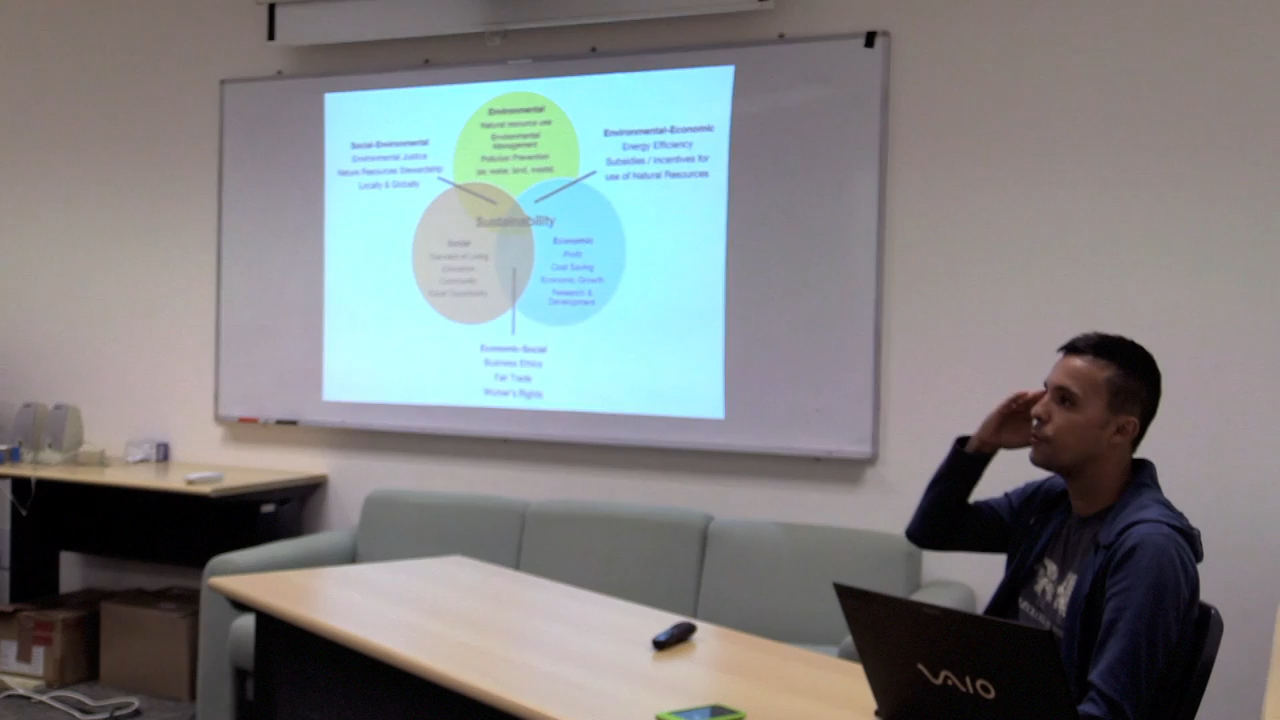 Environmental
Natural resource use
Environmental
Management
Pollution Prevention
(air, water, land, waste)
Social-Environmental
Environmental Justice
Natural Resources Stewardship
Locally & Globally
Environmental-Economic
Energy Efficiency
Subsidies / Incentives for
use of Natural Resources
Sustainability
Social
Standard of Living
Education
Community
Equal Opportunity
Economic
Profit
Cost Saving
Economic Growth
Research &
Development
Economic-Social
Business Ethics
Fair Trade
Worker's Rights
VAIO